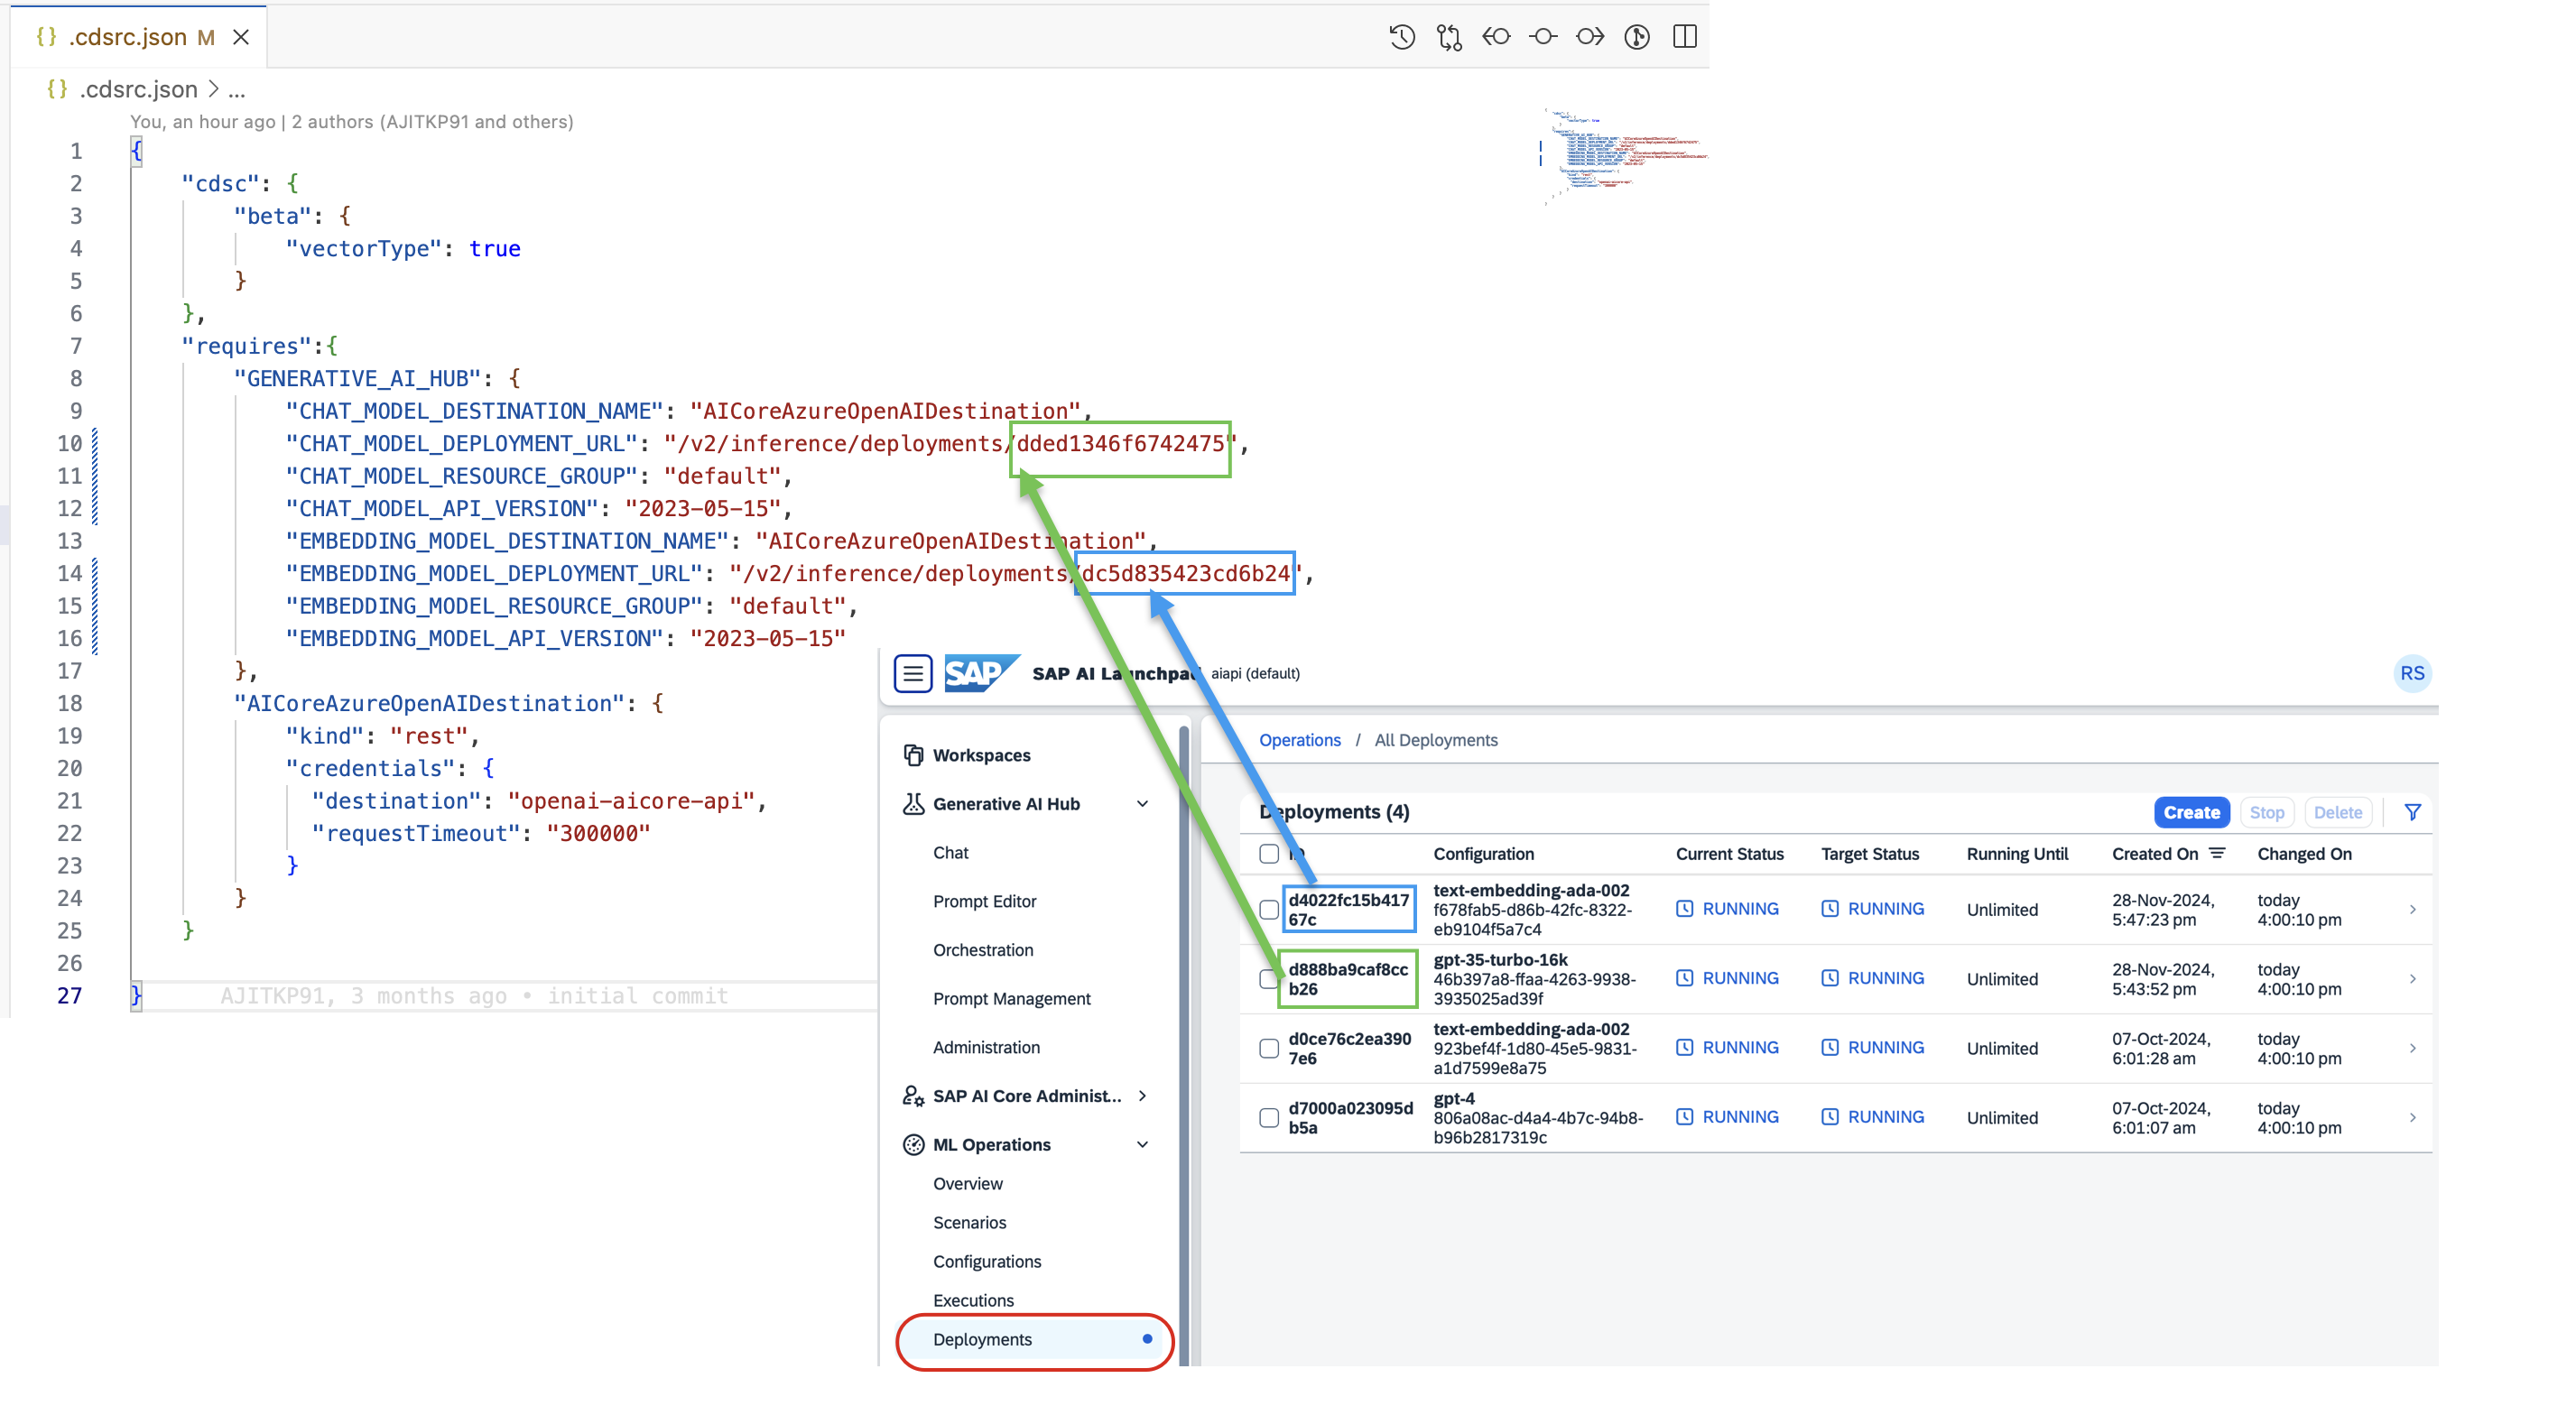 {} .cdsrc.json M
{} .cdsrc.json > ...
You, an hour ago | 2 authors (AJITKP91 and others)
1 {
2 "cdsc": {
3 "beta": {
4 "vectorType": true
5 }
6 },
7 "requires":{
8 "GENERATIVE_AI_HUB": {
9 "CHAT_MODEL_DESTINATION_NAME": "AICoreAzureOpenAIDestination",
10 "CHAT_MODEL_DEPLOYMENT_URL": "/v2/inference/deployments/dded1346f6742475",
11 "CHAT_MODEL_RESOURCE_GROUP": "default",
12 "CHAT_MODEL_API_VERSION": "2023-05-15",
13 "EMBEDDING_MODEL_DESTINATION_NAME": "AICoreAzureOpenAIDestination",
14 "EMBEDDING_MODEL_DEPLOYMENT_URL": "/v2/inference/deployments/dc5d835423cd6b24",
15 "EMBEDDING_MODEL_RESOURCE_GROUP": "default",
16 "EMBEDDING_MODEL_API_VERSION": "2023-05-15"
17 },
18 "AICoreAzureOpenAIDestination": {
19 "kind": "rest",
20 "credentials": {
21 "destination": "openai-aicore-api",
22 "requestTimeout": "300000"
23 }
24 }
25 }
26
27 } AJITKP91, 3 months ago • initial commit
SAP SAP AI Launchpad aiapi (default) RS
Workspaces
Generative AI Hub
Chat
Prompt Editor
Orchestration
Prompt Management
Administration
SAP AI Core Administ...
ML Operations
Overview
Scenarios
Configurations
Executions
Deployments
Operations / All Deployments
Deployments (4) Create Stop Delete
ID Configuration Current Status Target Status Running Until Created On Changed On
d4022fc15b41767c text-embedding-ada-002 f678fab5-d86b-42fc-8322-eb9104f5a7c4 RUNNING RUNNING Unlimited 28-Nov-2024, 5:47:23 pm today 4:00:10 pm
d888ba9caf8ccb26 gpt-35-turbo-16k 46b397a8-ffaa-4263-9938-3935025ad39f RUNNING RUNNING Unlimited 28-Nov-2024, 5:43:52 pm today 4:00:10 pm
d0ce76c2ea3907e6 text-embedding-ada-002 923bef4f-1d80-45e5-9831-a1d7599e8a75 RUNNING RUNNING Unlimited 07-Oct-2024, 6:01:28 am today 4:00:10 pm
d7000a023095db5a gpt-4 806a08ac-d4a4-4b7c-94b8-b96b2817319c RUNNING RUNNING Unlimited 07-Oct-2024, 6:01:07 am today 4:00:10 pm